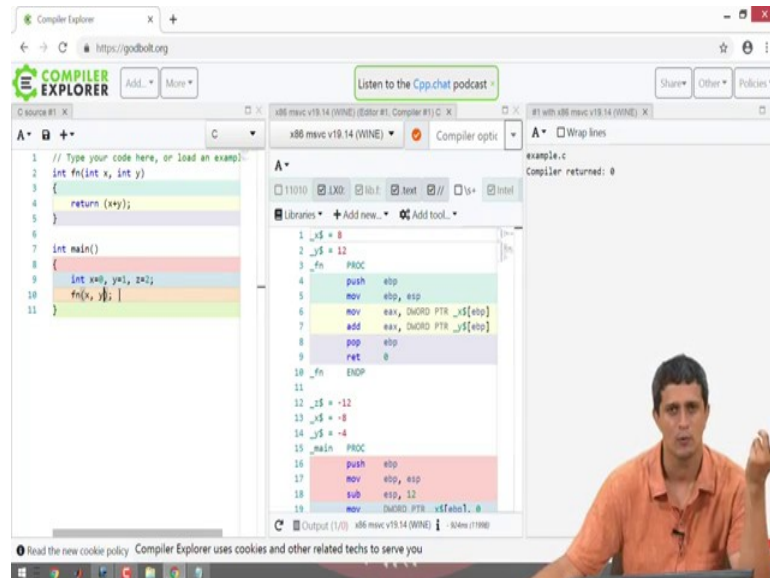 Compiler Explorer
https://godbolt.org
COMPILER
EXPLORER
Add...
More
Listen to the Cpp.chat podcast
Share
Other
Policies
C source #1 X
A
C
1 // Type your code here, or load an exampl
2 int fn(int x, int y)
3 {
4 return (x+y);
5 }
6
7 int main()
8 {
9 int x=0, y=1, z=2;
10 fn(x, y);
11 }
x86 msvc v19.14 (WINE) (Editor #1, Compiler #1) C X
x86 msvc v19.14 (WINE)
Compiler optic
A
11010 .LX0: lib.f: .text // \s+ Intel
Libraries + Add new... Add tool...
1 _x$ = 8
2 _y$ = 12
3 _fn PROC
4 push ebp
5 mov ebp, esp
6 mov eax, DWORD PTR _x$[ebp]
7 add eax, DWORD PTR _y$[ebp]
8 pop ebp
9 ret 0
10 _fn ENDP
11
12 _z$ = -12
13 _x$ = -8
14 _y$ = -4
15 _main PROC
16 push ebp
17 mov ebp, esp
18 sub esp, 12
19 mov DWORD PTR _x$[ebp], 0
Output (1/0) x86 msvc v19.14 (WINE) i
#1 with x86 msvc v19.14 (WINE) X
A Wrap lines
example.c
Compiler returned: 0
Read the new cookie policy Compiler Explorer uses cookies and other related techs to serve you